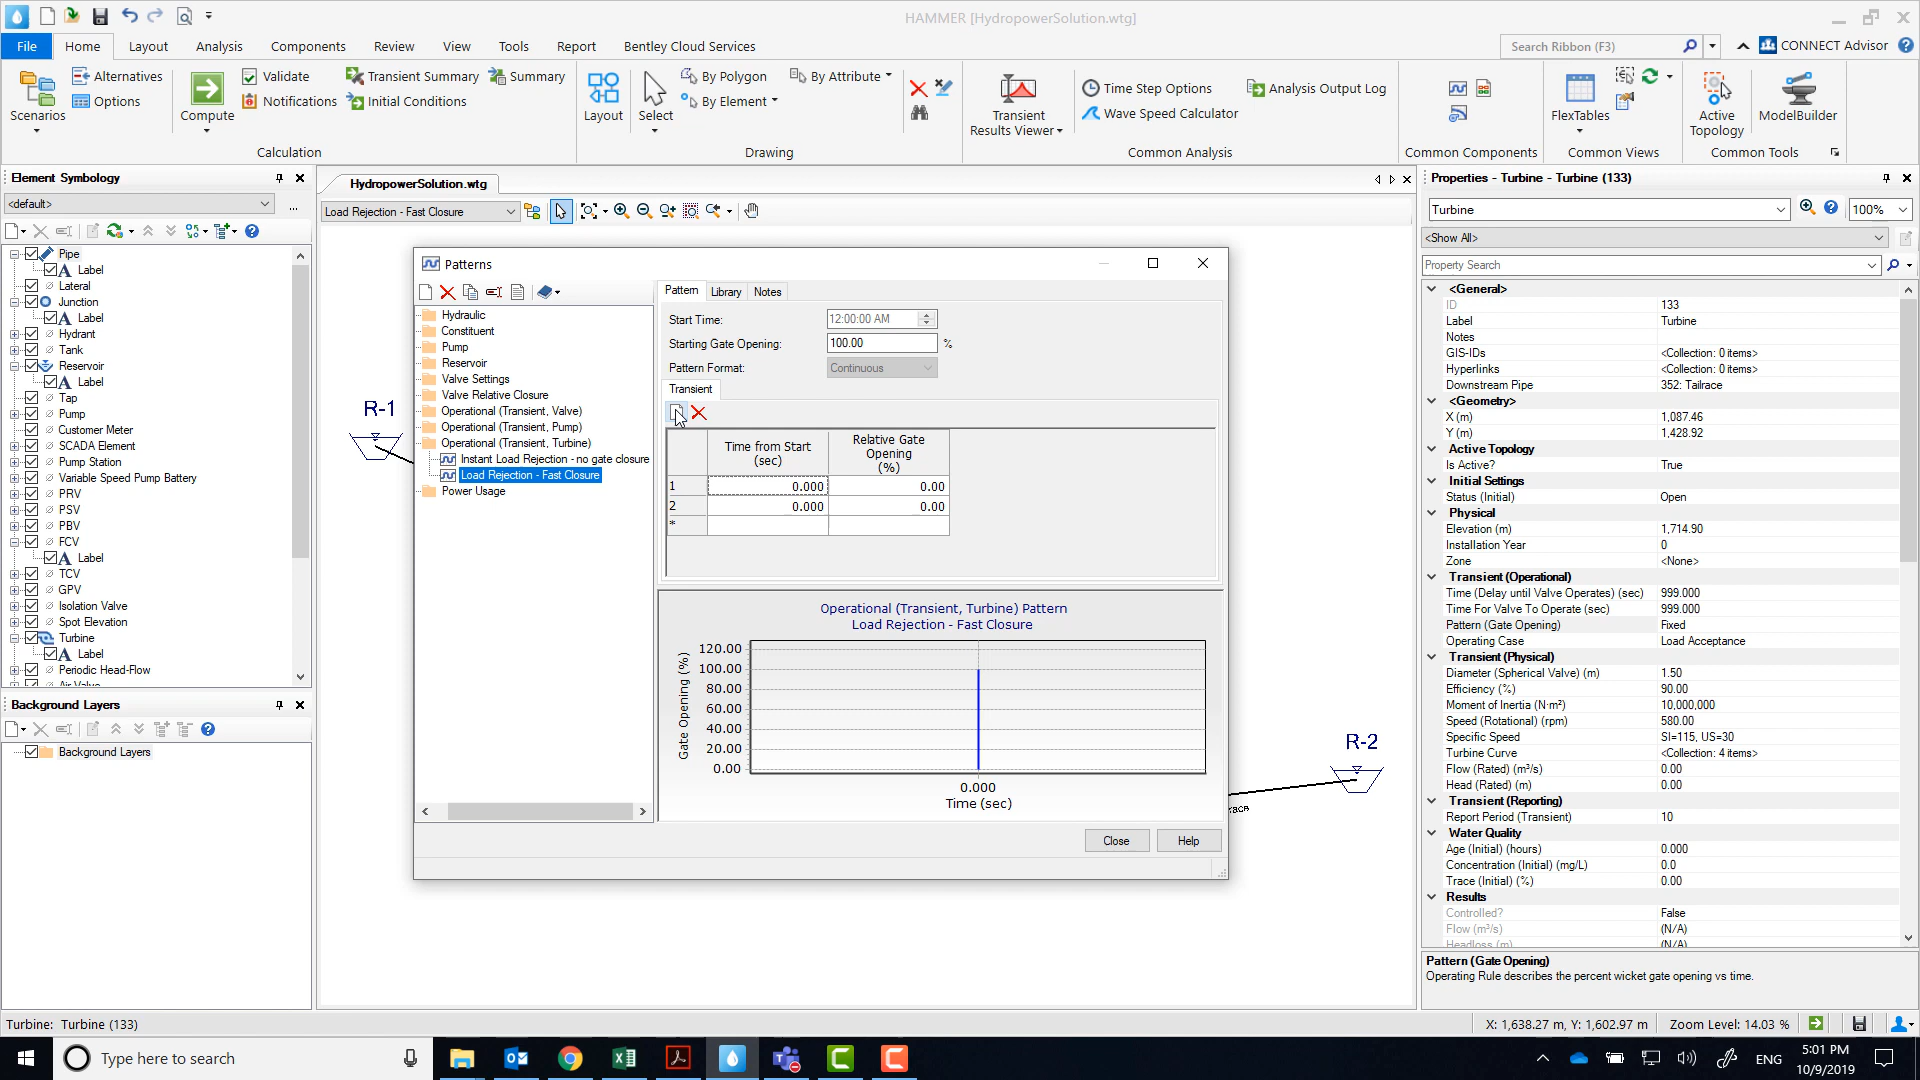 HAMMER [HydropowerSolution.wtg]
File Home Layout Analysis Components Review View Tools Report Bentley Cloud Services
Search Ribbon (F3) CONNECT Advisor
Scenarios Alternatives Options
Compute Validate Notifications
Transient Summary Summary
Initial Conditions
Calculation
Layout Select By Polygon By Attribute
By Element
Drawing
Transient
Results Viewer
Time Step Options Analysis Output Log
Wave Speed Calculator
Common Analysis
Common Components
FlexTables
Common Views
Active
Topology
ModelBuilder
Common Tools
Element Symbology
<default>
...
Pipe
Label
Lateral
Junction
Label
Hydrant
Tank
Reservoir
Label
Tap
Pump
Customer Meter
SCADA Element
Pump Station
Variable Speed Pump Battery
PRV
PSV
PBV
FCV
Label
TCV
GPV
Isolation Valve
Spot Elevation
Turbine
Label
Periodic Head-Flow
Air Valve
Background Layers
Background Layers
HydropowerSolution.wtg
Load Rejection - Fast Closure
R-1
R-2
Patterns
Hydraulic
Constituent
Pump
Reservoir
Valve Settings
Valve Relative Closure
Operational (Transient, Valve)
Operational (Transient, Pump)
Operational (Transient, Turbine)
Instant Load Rejection - no gate closure
Load Rejection - Fast Closure
Power Usage
Pattern Library Notes
Start Time: 12:00:00 AM
Starting Gate Opening: 100.00 %
Pattern Format: Continuous
Transient
Time from Start
(sec)
Relative Gate
Opening
(%)
1 0.000 0.00
2 0.000 0.00
*
Operational (Transient, Turbine) Pattern
Load Rejection - Fast Closure
Gate Opening (%)
120.00
100.00
80.00
60.00
40.00
20.00
0.00
0.000
Time (sec)
Close Help
Properties - Turbine - Turbine (133)
Turbine 100%
<Show All>
Property Search
<General>
ID 133
Label Turbine
Notes
GIS-IDs <Collection: 0 items>
Hyperlinks <Collection: 0 items>
Downstream Pipe 352: Tailrace
<Geometry>
X (m) 1,087.46
Y (m) 1,428.92
Active Topology
Is Active? True
Initial Settings
Status (Initial) Open
Physical
Elevation (m) 1,714.90
Installation Year 0
Zone <None>
Transient (Operational)
Time (Delay until Valve Operates) (sec) 999.000
Time For Valve To Operate (sec) 999.000
Pattern (Gate Opening) Fixed
Operating Case Load Acceptance
Transient (Physical)
Diameter (Spherical Valve) (m) 1.50
Efficiency (%) 90.00
Moment of Inertia (N·m²) 10,000,000
Speed (Rotational) (rpm) 580.00
Specific Speed SI=115, US=30
Turbine Curve <Collection: 4 items>
Flow (Rated) (m³/s) 0.00
Head (Rated) (m) 0.00
Transient (Reporting)
Report Period (Transient) 10
Water Quality
Age (Initial) (hours) 0.000
Concentration (Initial) (mg/L) 0.0
Trace (Initial) (%) 0.00
Results
Controlled? False
Flow (m³/s) (N/A)
Headloss (m) (N/A)
Pattern (Gate Opening)
Operating Rule describes the percent wicket gate opening vs time.
Turbine: Turbine (133)
X: 1,638.27 m, Y: 1,602.97 m Zoom Level: 14.03 %
Type here to search
ENG
5:01 PM
10/9/2019